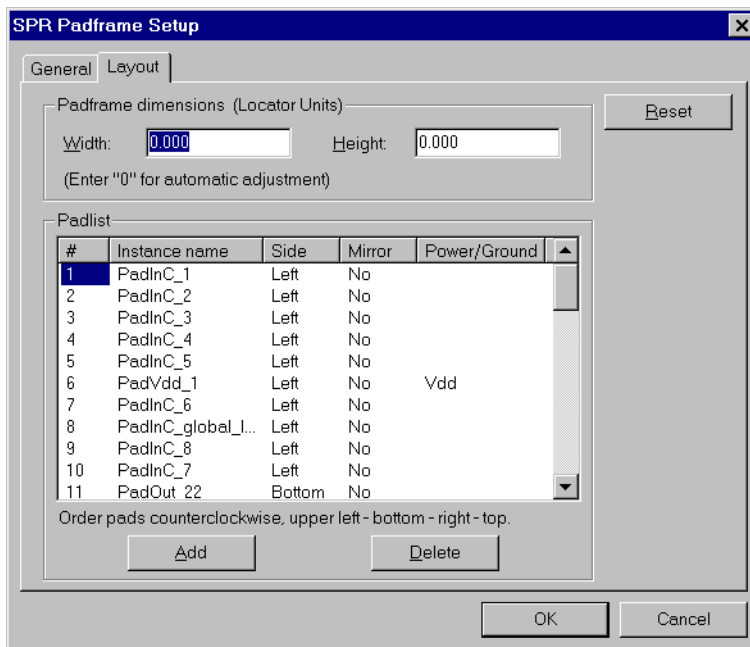 SPR Padframe Setup
General Layout
Padframe dimensions (Locator Units)
Reset
Width: 0.000 Height: 0.000
(Enter "0" for automatic adjustment)
Padlist
# Instance name Side Mirror Power/Ground
1 PadInC_1 Left No
2 PadInC_2 Left No
3 PadInC_3 Left No
4 PadInC_4 Left No
5 PadInC_5 Left No
6 PadVdd_1 Left No Vdd
7 PadInC_6 Left No
8 PadInC_global_I... Left No
9 PadInC_8 Left No
10 PadInC_7 Left No
11 PadOut_22 Bottom No
Order pads counterclockwise, upper left - bottom - right - top.
Add Delete
OK Cancel